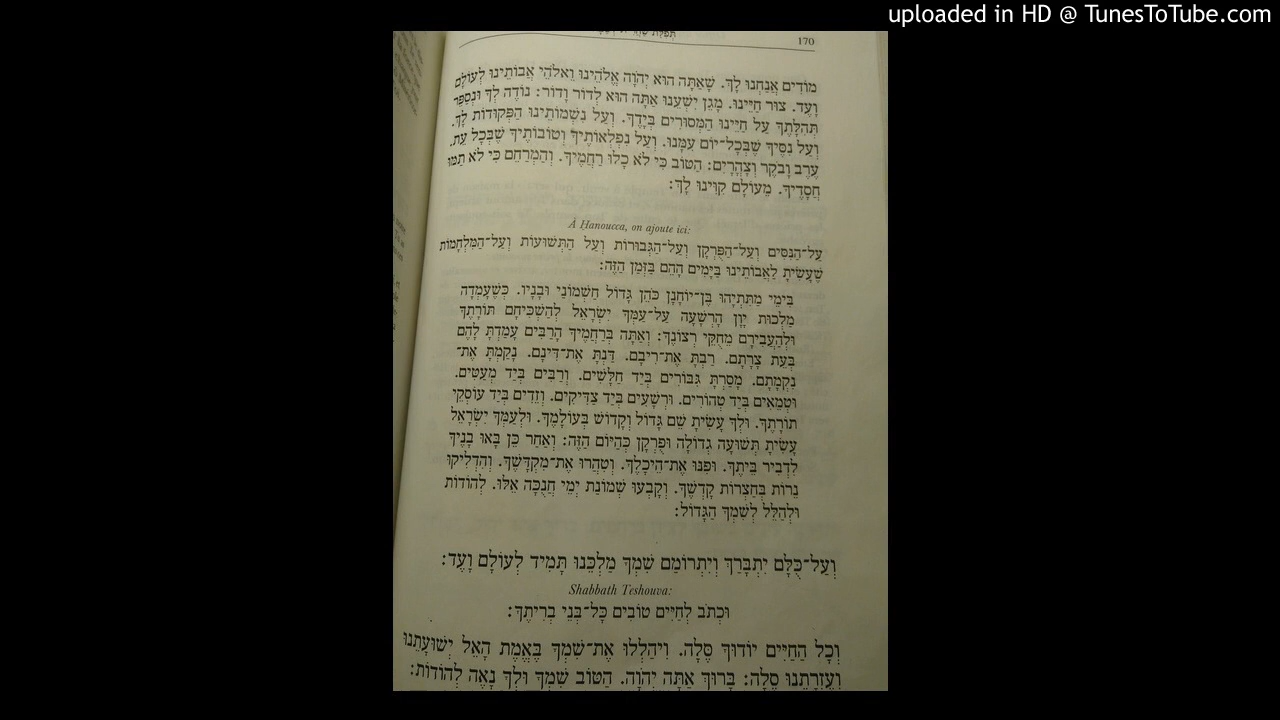 uploaded in HD @ TunesToTube.com
170
מוֹדִים אֲנַחְנוּ לָךְ. שָׁאַתָּה הוּא יְהֹוָה אֱלֹהֵינוּ וֵאלֹהֵי אֲבוֹתֵינוּ לְעוֹלָם
וָעֶד. צוּר חַיֵּינוּ. מָגֵן יִשְׁעֵנוּ אַתָּה הוּא לְדוֹר וָדוֹר: נוֹדֶה לְךָ וּנְסַפֵּר
תְּהִלָּתֶךָ עַל חַיֵּינוּ הַמְּסוּרִים בְּיָדֶךָ. וְעַל נִשְׁמוֹתֵינוּ הַפְּקוּדוֹת לָךְ.
וְעַל נִסֶּיךָ שֶׁבְּכָל־יוֹם עִמָּנוּ. וְעַל נִפְלְאוֹתֶיךָ וְטוֹבוֹתֶיךָ שֶׁבְּכָל עֵת.
עֶרֶב וָבֹקֶר וְצָהֳרָיִם: הַטּוֹב כִּי לֹא כָלוּ רַחֲמֶיךָ. וְהַמְרַחֵם כִּי לֹא תַמּוּ
חֲסָדֶיךָ. מֵעוֹלָם קִוִּינוּ לָךְ:
À Ḥanoucca, on ajoute ici:
עַל־הַנִּסִּים וְעַל־הַפֻּרְקָן וְעַל־הַגְּבוּרוֹת וְעַל הַתְּשׁוּעוֹת וְעַל־הַמִּלְחָמוֹת
שֶׁעָשִׂיתָ לַאֲבוֹתֵינוּ בַּיָּמִים הָהֵם בַּזְּמַן הַזֶּה:
בִּימֵי מַתִּתְיָהוּ בֶּן־יוֹחָנָן כֹּהֵן גָּדוֹל חַשְׁמוֹנַי וּבָנָיו. כְּשֶׁעָמְדָה
מַלְכוּת יָוָן הָרְשָׁעָה עַל־עַמְּךָ יִשְׂרָאֵל לְהַשְׁכִּיחָם תּוֹרָתֶךָ
וּלְהַעֲבִירָם מֵחֻקֵּי רְצוֹנֶךָ: וְאַתָּה בְּרַחֲמֶיךָ הָרַבִּים עָמַדְתָּ לָהֶם
בְּעֵת צָרָתָם. רַבְתָּ אֶת־רִיבָם. דַּנְתָּ אֶת־דִּינָם. נָקַמְתָּ אֶת־
נִקְמָתָם. מָסַרְתָּ גִּבּוֹרִים בְּיַד חַלָּשִׁים. וְרַבִּים בְּיַד מְעַטִּים.
וּטְמֵאִים בְּיַד טְהוֹרִים. וּרְשָׁעִים בְּיַד צַדִּיקִים. וְזֵדִים בְּיַד עוֹסְקֵי
תוֹרָתֶךָ. וּלְךָ עָשִׂיתָ שֵׁם גָּדוֹל וְקָדוֹשׁ בְּעוֹלָמֶךָ. וּלְעַמְּךָ יִשְׂרָאֵל
עָשִׂיתָ תְּשׁוּעָה גְדוֹלָה וּפֻרְקָן כְּהַיּוֹם הַזֶּה: וְאַחַר כֵּן בָּאוּ בָנֶיךָ
לִדְבִיר בֵּיתֶךָ. וּפִנּוּ אֶת־הֵיכָלֶךָ. וְטִהֲרוּ אֶת־מִקְדָּשֶׁךָ. וְהִדְלִיקוּ
נֵרוֹת בְּחַצְרוֹת קָדְשֶׁךָ. וְקָבְעוּ שְׁמוֹנַת יְמֵי חֲנֻכָּה אֵלּוּ. לְהוֹדוֹת
וּלְהַלֵּל לְשִׁמְךָ הַגָּדוֹל:
וְעַל־כֻּלָּם יִתְבָּרַךְ וְיִתְרוֹמַם שִׁמְךָ מַלְכֵּנוּ תָּמִיד לְעוֹלָם וָעֶד:
Shabbath Teshouva:
וּכְתֹב לְחַיִּים טוֹבִים כָּל־בְּנֵי בְרִיתֶךָ:
וְכָל הַחַיִּים יוֹדוּךָ סֶּלָה. וִיהַלְלוּ אֶת־שִׁמְךָ בֶּאֱמֶת הָאֵל יְשׁוּעָתֵנוּ
וְעֶזְרָתֵנוּ סֶלָה: בָּרוּךְ אַתָּה יְהֹוָה. הַטּוֹב שִׁמְךָ וּלְךָ נָאֶה לְהוֹדוֹת: